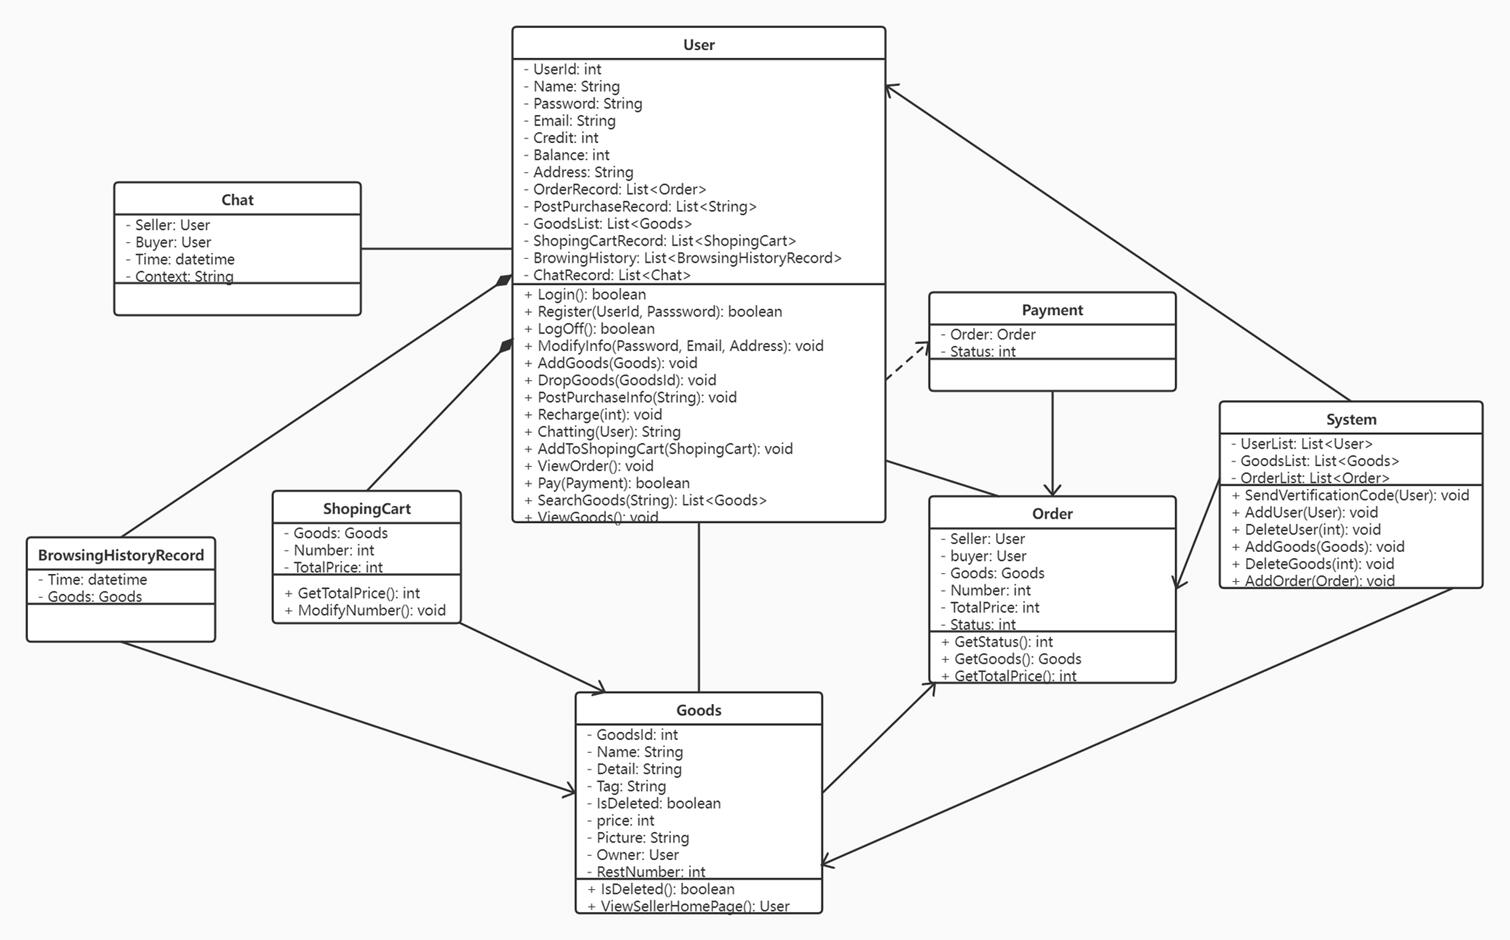 User
- UserId: int
- Name: String
- Password: String
- Email: String
- Credit: int
- Balance: int
- Address: String
- OrderRecord: List<Order>
- PostPurchaseRecord: List<String>
- GoodsList: List<Goods>
- ShopingCartRecord: List<ShopingCart>
- BrowingHistory: List<BrowsingHistoryRecord>
- ChatRecord: List<Chat>
+ Login(): boolean
+ Register(UserId, Passsword): boolean
+ LogOff(): boolean
+ ModifyInfo(Password, Email, Address): void
+ AddGoods(Goods): void
+ DropGoods(GoodsId): void
+ PostPurchaseInfo(String): void
+ Recharge(int): void
+ Chatting(User): String
+ AddToShopingCart(ShopingCart): void
+ ViewOrder(): void
+ Pay(Payment): boolean
+ SearchGoods(String): List<Goods>
+ ViewGoods(): void
Chat
- Seller: User
- Buyer: User
- Time: datetime
- Context: String
Payment
- Order: Order
- Status: int
System
- UserList: List<User>
- GoodsList: List<Goods>
- OrderList: List<Order>
+ SendVertificationCode(User): void
+ AddUser(User): void
+ DeleteUser(int): void
+ AddGoods(Goods): void
+ DeleteGoods(int): void
+ AddOrder(Order): void
ShopingCart
- Goods: Goods
- Number: int
- TotalPrice: int
+ GetTotalPrice(): int
+ ModifyNumber(): void
BrowsingHistoryRecord
- Time: datetime
- Goods: Goods
Order
- Seller: User
- buyer: User
- Goods: Goods
- Number: int
- TotalPrice: int
- Status: int
+ GetStatus(): int
+ GetGoods(): Goods
+ GetTotalPrice(): int
Goods
- GoodsId: int
- Name: String
- Detail: String
- Tag: String
- IsDeleted: boolean
- price: int
- Picture: String
- Owner: User
- RestNumber: int
+ IsDeleted(): boolean
+ ViewSellerHomePage(): User